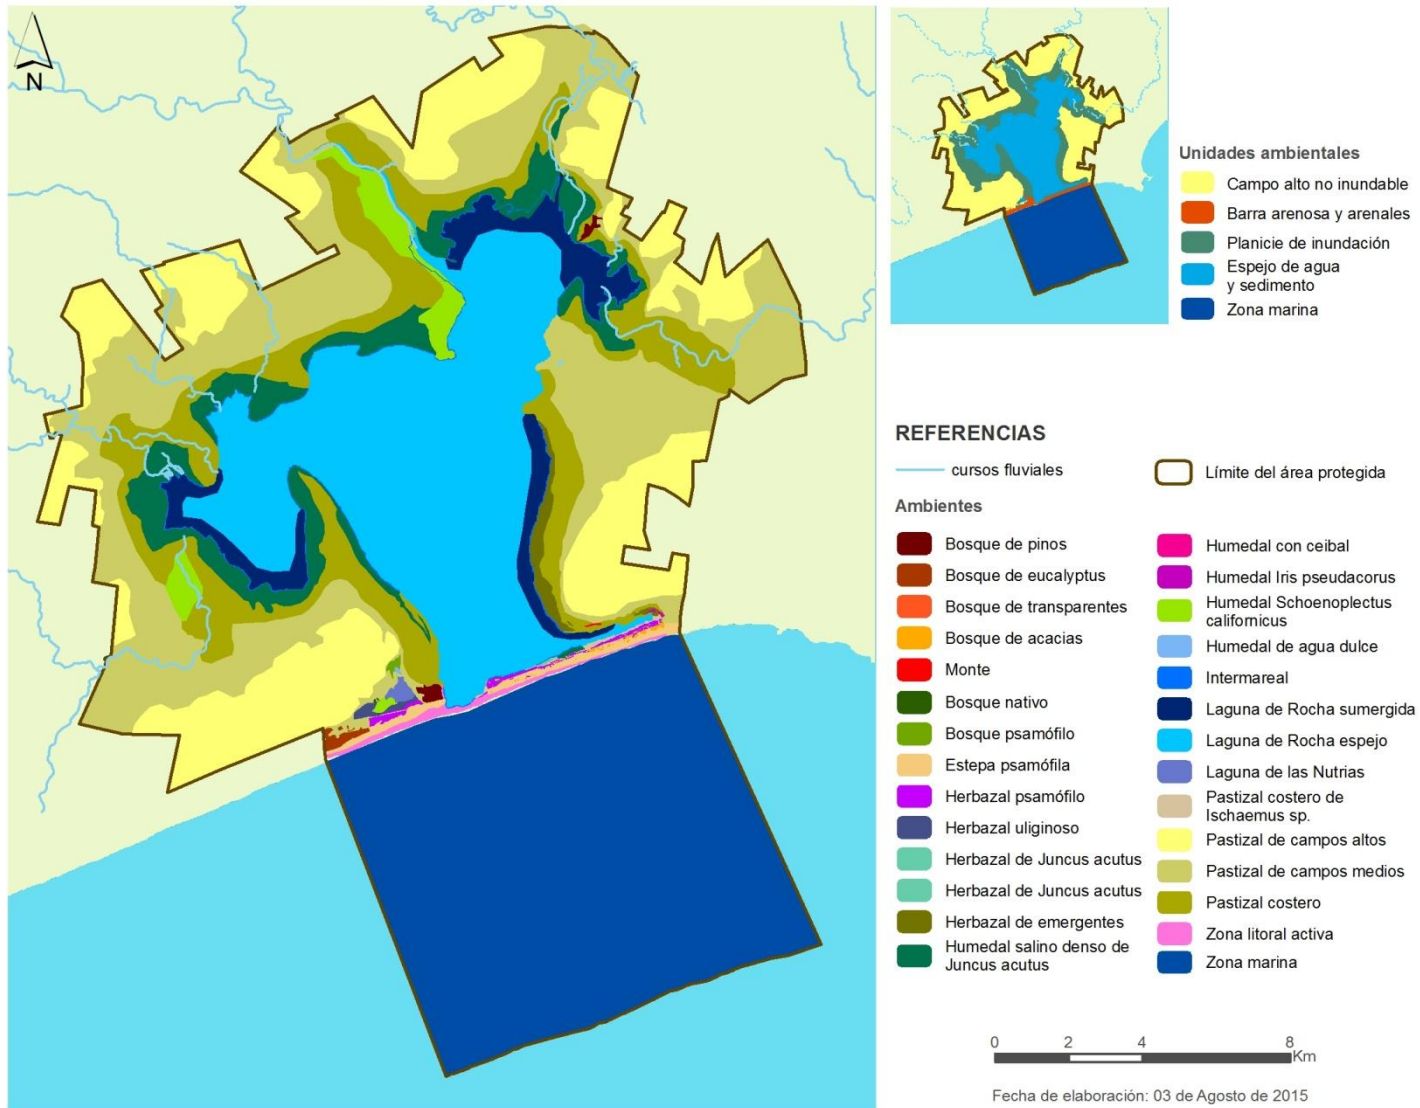 N
Unidades ambientales
Campo alto no inundable
Barra arenosa y arenales
Planicie de inundación
Espejo de agua
y sedimento
Zona marina
REFERENCIAS
cursos fluviales
Límite del área protegida
Ambientes
Bosque de pinos
Bosque de eucalyptus
Bosque de transparentes
Bosque de acacias
Monte
Bosque nativo
Bosque psamófilo
Estepa psamófila
Herbazal psamófilo
Herbazal uliginoso
Herbazal de Juncus acutus
Herbazal de Juncus acutus
Herbazal de emergentes
Humedal salino denso de
Juncus acutus
Humedal con ceibal
Humedal Iris pseudacorus
Humedal Schoenoplectus
californicus
Humedal de agua dulce
Intermareal
Laguna de Rocha sumergida
Laguna de Rocha espejo
Laguna de las Nutrias
Pastizal costero de
Ischaemus sp.
Pastizal de campos altos
Pastizal de campos medios
Pastizal costero
Zona litoral activa
Zona marina
0 2 4 8
Km
Fecha de elaboración: 03 de Agosto de 2015